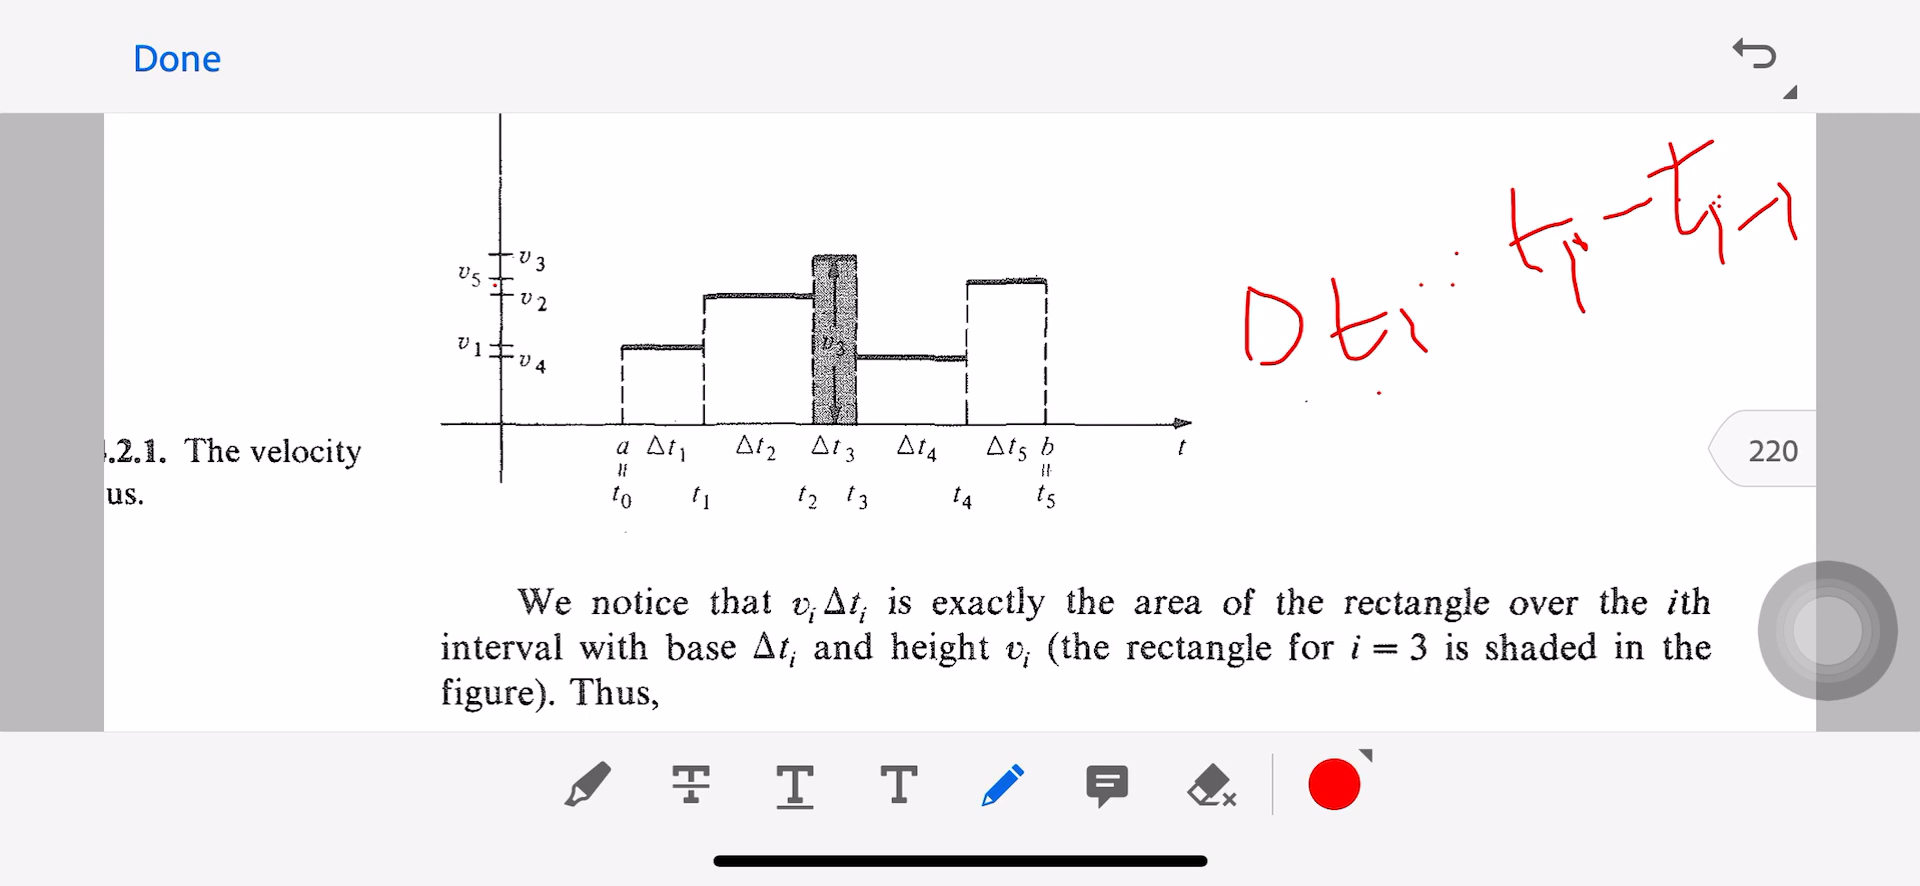 Done
v3
v5
v2
v1
v4
v3
a Δt1 Δt2 Δt3 Δt4 Δt5 b t
= =
t0 t1 t2 t3 t4 t5
Dti = ti - ti-1
.2.1. The velocity
us.
220
We notice that vi Δti is exactly the area of the rectangle over the ith
interval with base Δti and height vi (the rectangle for i = 3 is shaded in the
figure). Thus,
T T T